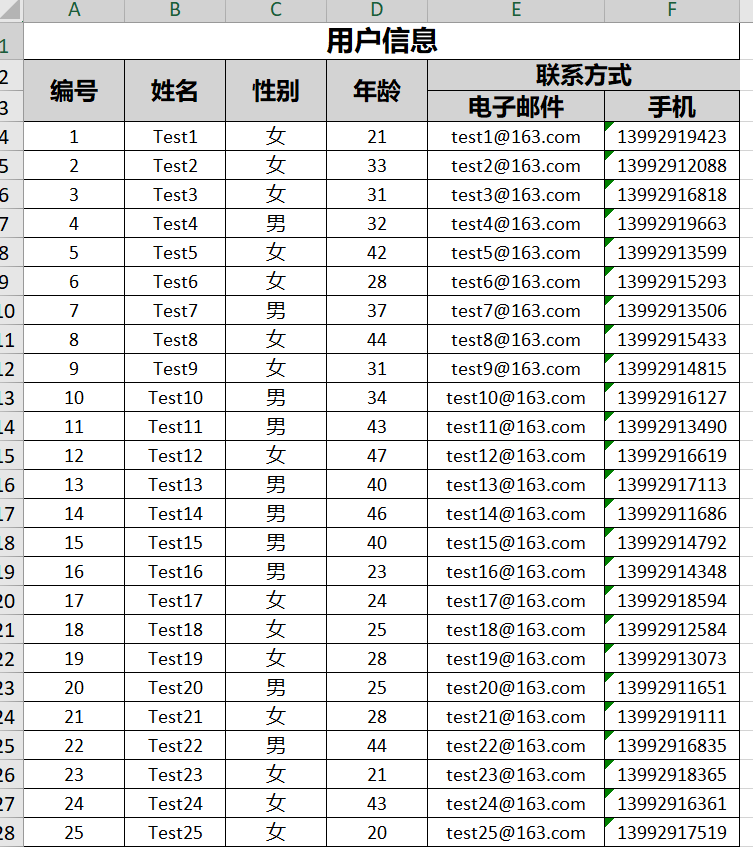 A B C D E F
1 用户信息
2 编号 姓名 性别 年龄 联系方式
3 电子邮件 手机
4 1 Test1 女 21 test1@163.com 13992919423
5 2 Test2 女 33 test2@163.com 13992912088
6 3 Test3 女 31 test3@163.com 13992916818
7 4 Test4 男 32 test4@163.com 13992919663
8 5 Test5 女 42 test5@163.com 13992913599
9 6 Test6 女 28 test6@163.com 13992915293
10 7 Test7 男 37 test7@163.com 13992913506
11 8 Test8 女 44 test8@163.com 13992915433
12 9 Test9 女 31 test9@163.com 13992914815
13 10 Test10 男 34 test10@163.com 13992916127
14 11 Test11 男 43 test11@163.com 13992913490
15 12 Test12 女 47 test12@163.com 13992916619
16 13 Test13 男 40 test13@163.com 13992917113
17 14 Test14 男 46 test14@163.com 13992911686
18 15 Test15 男 40 test15@163.com 13992914792
19 16 Test16 男 23 test16@163.com 13992914348
20 17 Test17 女 24 test17@163.com 13992918594
21 18 Test18 女 25 test18@163.com 13992912584
22 19 Test19 女 28 test19@163.com 13992913073
23 20 Test20 男 25 test20@163.com 13992911651
24 21 Test21 女 28 test21@163.com 13992919111
25 22 Test22 男 44 test22@163.com 13992916835
26 23 Test23 女 21 test23@163.com 13992918365
27 24 Test24 女 43 test24@163.com 13992916361
28 25 Test25 女 20 test25@163.com 13992917519